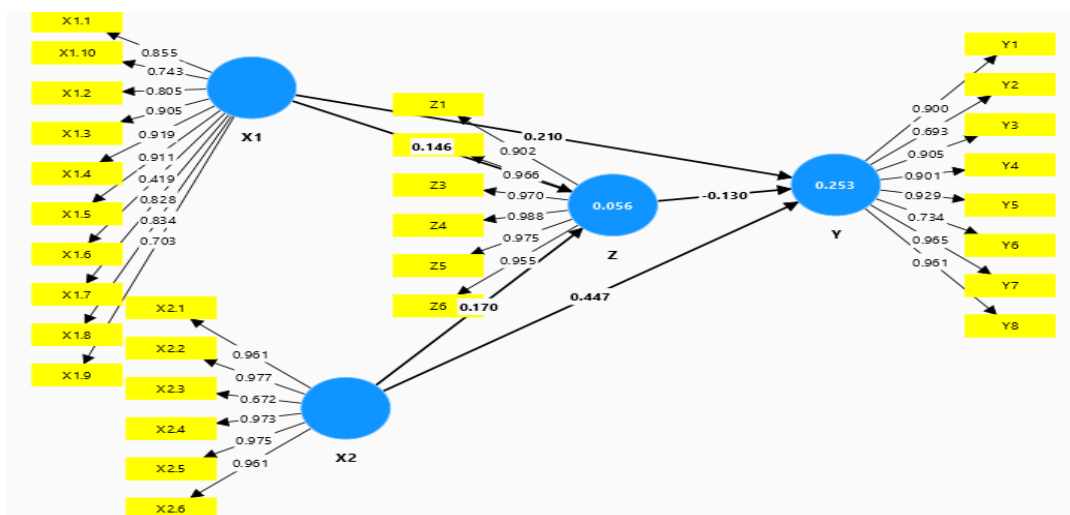 X1.1
X1.10
X1.2
X1.3
X1.4
X1.5
X1.6
X1.7
X1.8
X1.9
0.855
0.743
0.805
0.905
0.919
0.911
0.419
0.828
0.834
0.703
X1
X2.1
X2.2
X2.3
X2.4
X2.5
X2.6
0.961
0.977
0.672
0.973
0.975
0.961
X2
Z1
Z3
Z4
Z5
Z6
0.902
0.966
0.970
0.988
0.975
0.955
0.056
Z
0.146
0.210
0.170
0.447
-0.130
0.253
Y
0.900
0.693
0.905
0.901
0.929
0.734
0.965
0.961
Y1
Y2
Y3
Y4
Y5
Y6
Y7
Y8